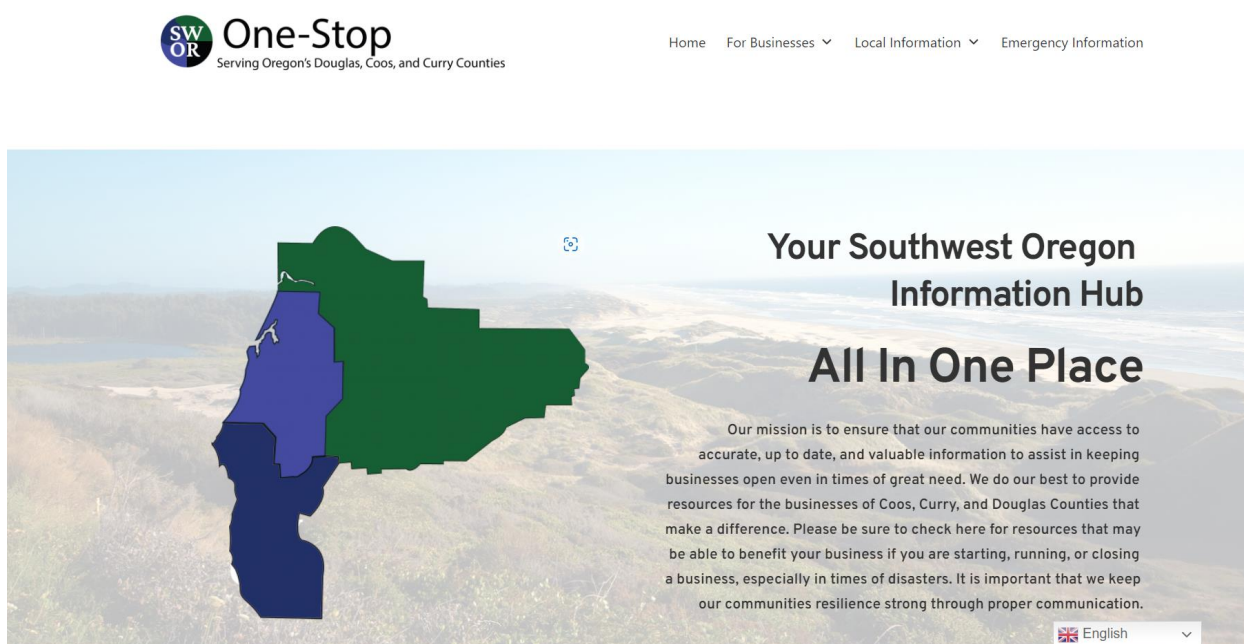 SW
OR
One-Stop
Serving Oregon's Douglas, Coos, and Curry Counties
Home For Businesses Local Information Emergency Information
Your Southwest Oregon
Information Hub
All In One Place
Our mission is to ensure that our communities have access to
accurate, up to date, and valuable information to assist in keeping
businesses open even in times of great need. We do our best to provide
resources for the businesses of Coos, Curry, and Douglas Counties that
make a difference. Please be sure to check here for resources that may
be able to benefit your business if you are starting, running, or closing
a business, especially in times of disasters. It is important that we keep
our communities resilience strong through proper communication.
English